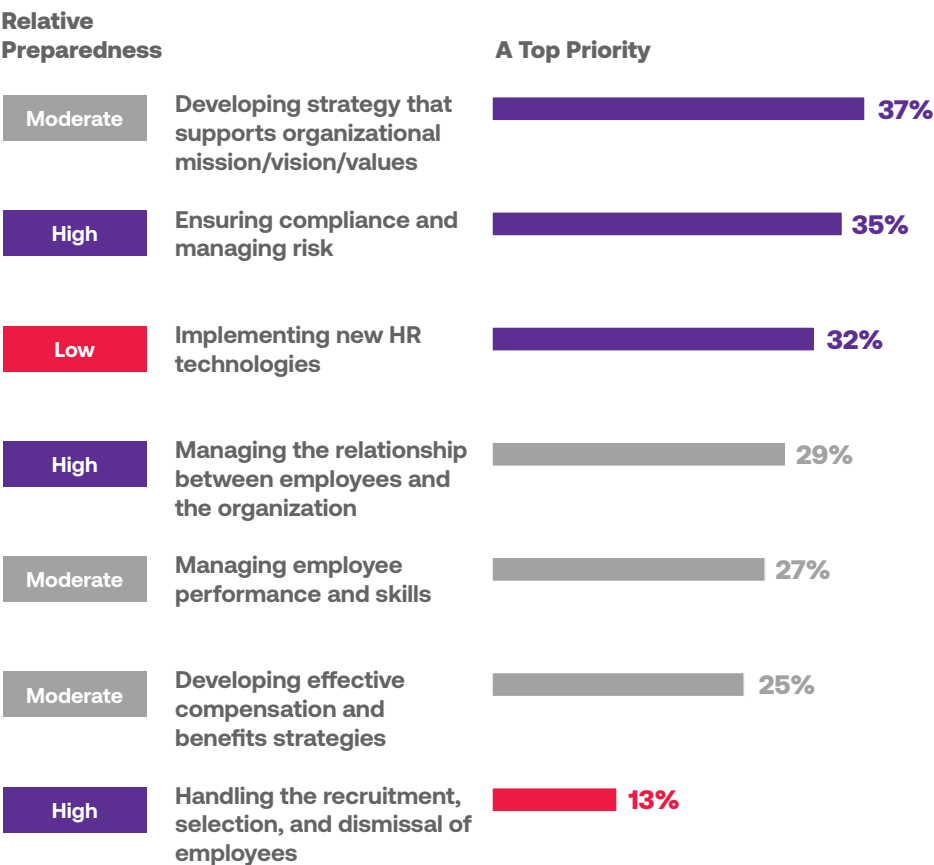 Relative
Preparedness
A Top Priority
Moderate
Developing strategy that
supports organizational
mission/vision/values
37%
High
Ensuring compliance and
managing risk
35%
Low
Implementing new HR
technologies
32%
High
Managing the relationship
between employees and
the organization
29%
Moderate
Managing employee
performance and skills
27%
Moderate
Developing effective
compensation and
benefits strategies
25%
High
Handling the recruitment,
selection, and dismissal of
employees
13%